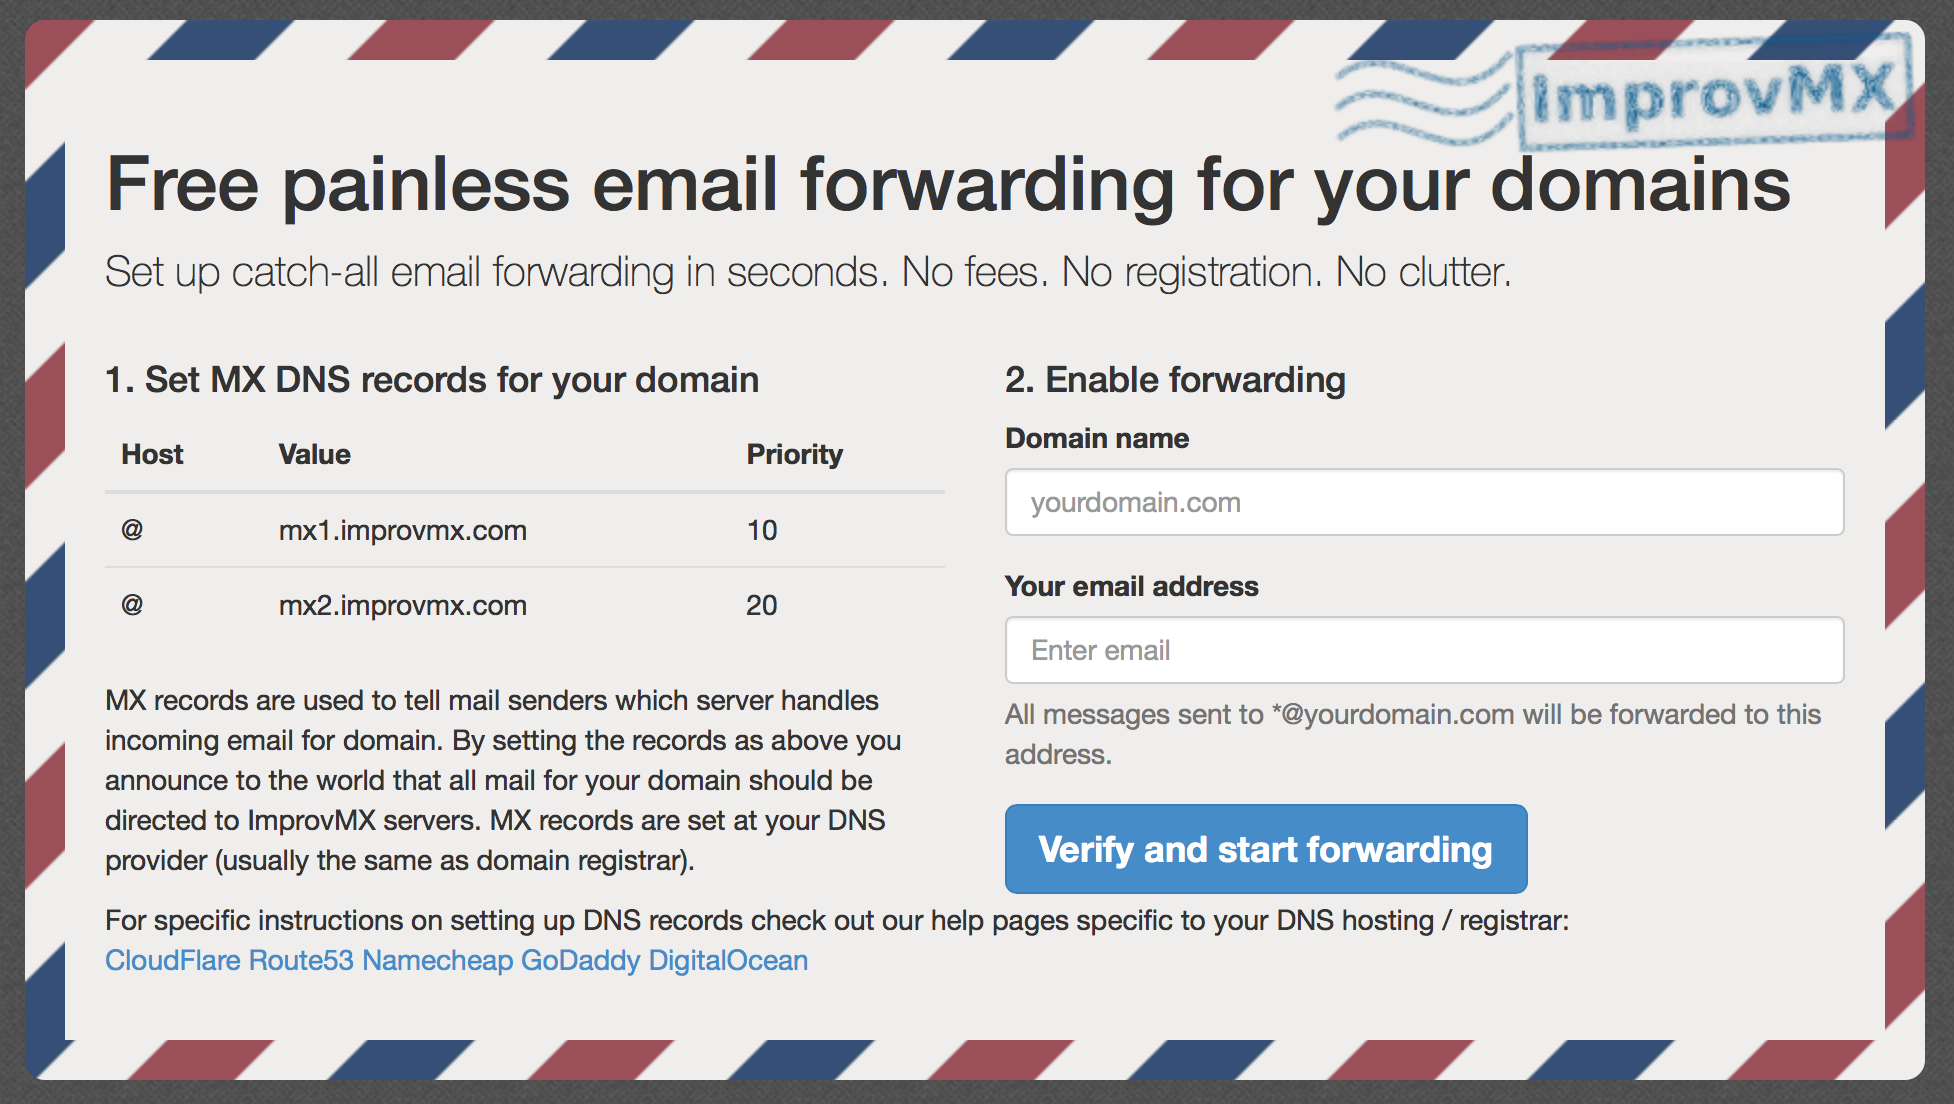 ImprovMX
Free painless email forwarding for your domains
Set up catch-all email forwarding in seconds. No fees. No registration. No clutter.
1. Set MX DNS records for your domain
Host Value Priority
@ mx1.improvmx.com 10
@ mx2.improvmx.com 20
MX records are used to tell mail senders which server handles
incoming email for domain. By setting the records as above you
announce to the world that all mail for your domain should be
directed to ImprovMX servers. MX records are set at your DNS
provider (usually the same as domain registrar).
2. Enable forwarding
Domain name
yourdomain.com
Your email address
Enter email
All messages sent to *@yourdomain.com will be forwarded to this
address.
Verify and start forwarding
For specific instructions on setting up DNS records check out our help pages specific to your DNS hosting / registrar:
CloudFlare Route53 Namecheap GoDaddy DigitalOcean